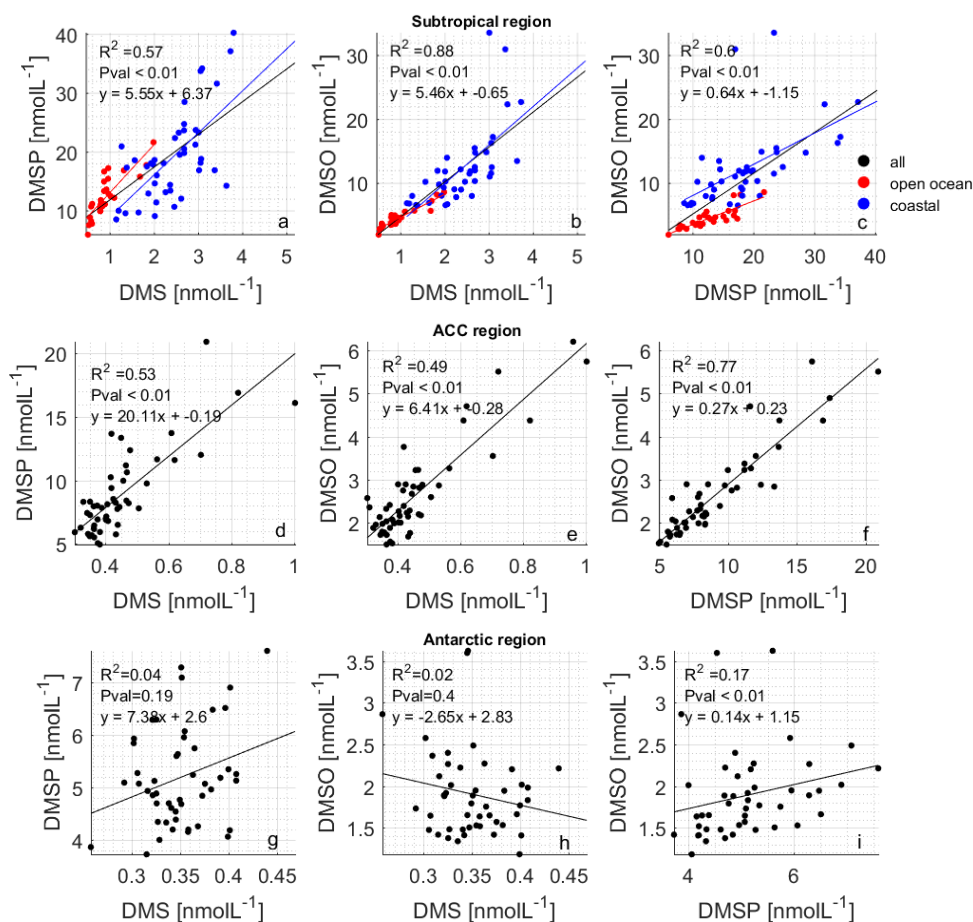 Subtropical region
R² =0.57
Pval < 0.01
y = 5.55x + 6.37
40
30
20
10
1 2 3 4 5
a
DMSP [nmolL⁻¹]
DMS [nmolL⁻¹]
R² =0.88
Pval < 0.01
y = 5.46x + -0.65
30
20
10
1 2 3 4 5
b
DMSO [nmolL⁻¹]
DMS [nmolL⁻¹]
R² =0.6
Pval < 0.01
y = 0.64x + -1.15
30
20
10
10 20 30 40
c
DMSO [nmolL⁻¹]
DMSP [nmolL⁻¹]
all
open ocean
coastal
ACC region
R² =0.53
Pval < 0.01
y = 20.11x + -0.19
20
15
10
5
0.4 0.6 0.8 1
d
DMSP [nmolL⁻¹]
DMS [nmolL⁻¹]
R² =0.49
Pval < 0.01
y = 6.41x + -0.28
6
5
4
3
2
0.4 0.6 0.8 1
e
DMSO [nmolL⁻¹]
DMS [nmolL⁻¹]
R² =0.77
Pval < 0.01
y = 0.27x + 0.23
6
5
4
3
2
5 10 15 20
f
DMSO [nmolL⁻¹]
DMSP [nmolL⁻¹]
Antarctic region
R²=0.04
Pval=0.19
y = 7.38x + 2.6
7
6
5
4
0.3 0.35 0.4 0.45
g
DMSP [nmolL⁻¹]
DMS [nmolL⁻¹]
R²=0.02
Pval=0.4
y = -2.65x + 2.83
3.5
3
2.5
2
1.5
0.3 0.35 0.4 0.45
h
DMSO [nmolL⁻¹]
DMS [nmolL⁻¹]
R² =0.17
Pval < 0.01
y = 0.14x + 1.15
3.5
3
2.5
2
1.5
4 6
i
DMSO [nmolL⁻¹]
DMSP [nmolL⁻¹]